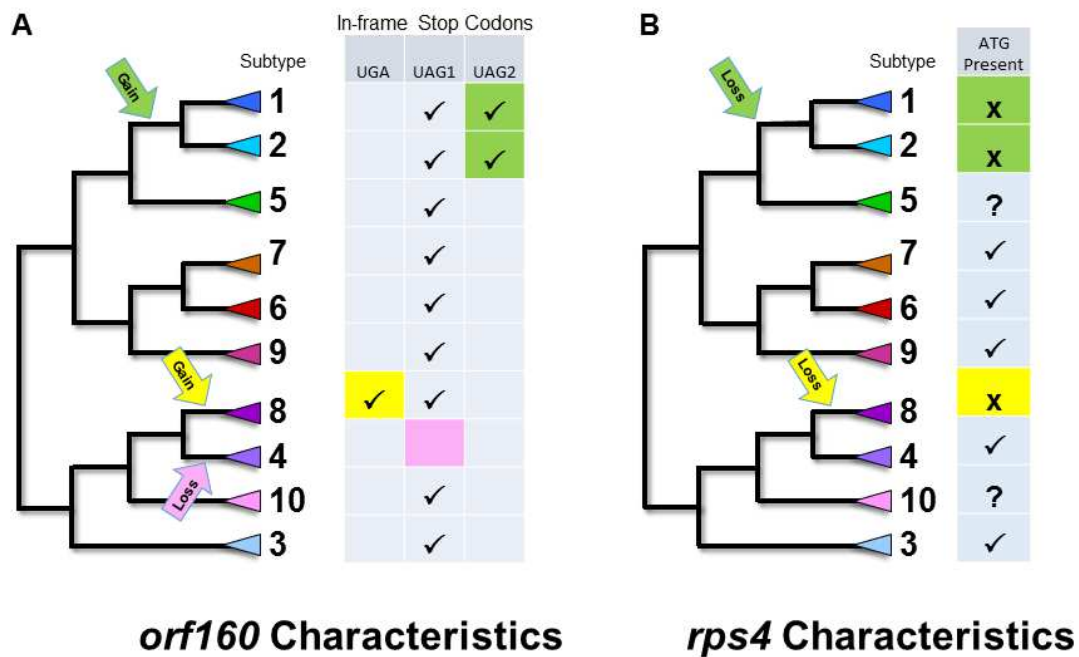 A
B
In-frame Stop Codons
Subtype
UGA UAG1 UAG2
Gain
1 ✓ ✓
2 ✓ ✓
5 ✓
7 ✓
6 ✓
9 ✓
Gain
8 ✓ ✓
4
Loss
10 ✓
3 ✓
orf160 Characteristics
Subtype
ATG
Present
Loss
1 x
2 x
5 ?
7 ✓
6 ✓
9 ✓
Loss
8 x
4 ✓
10 ?
3 ✓
rps4 Characteristics